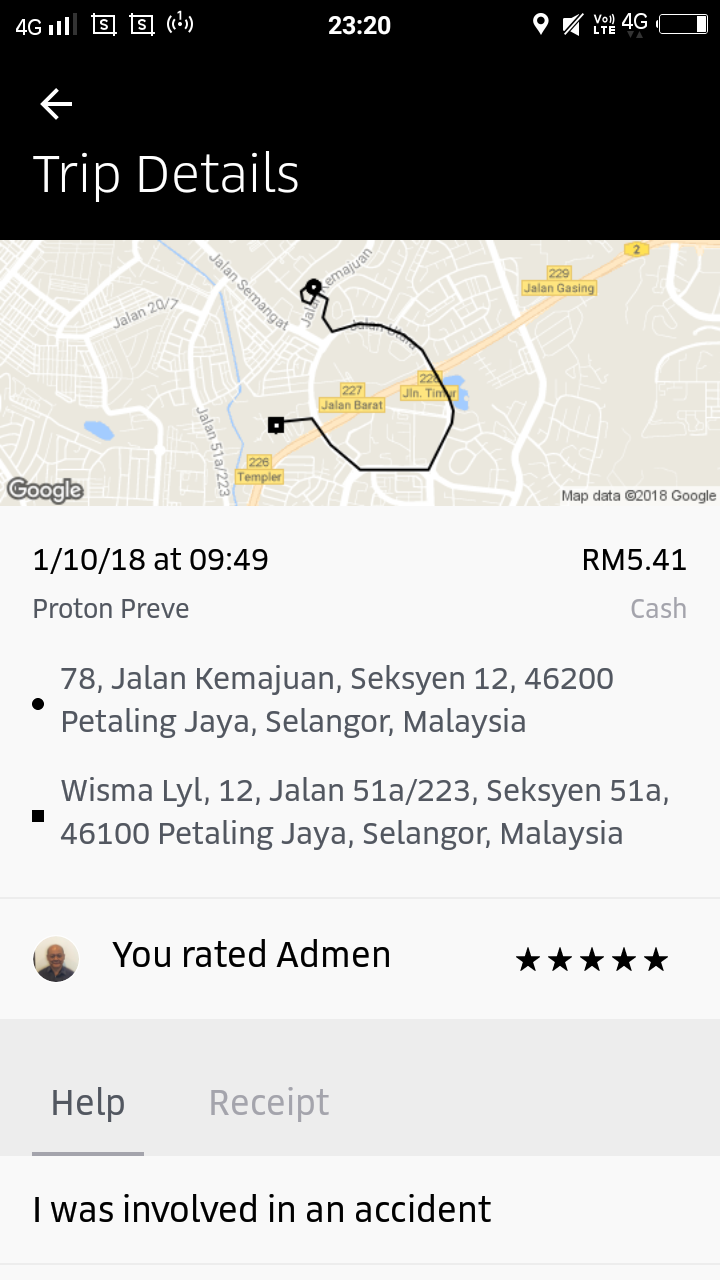 4G S S 1 23:20 Vo)) LTE 4G
Trip Details
Jalan Semangat
Jalan Kemajuan
2
229
Jalan Gasing
Jalan 20/7
Jalan Utara
227
Jalan Barat
228
Jln. Timur
Jalan 51a/223
226
Templer
Google
Map data ©2018 Google
1/10/18 at 09:49 RM5.41
Proton Preve Cash
78, Jalan Kemajuan, Seksyen 12, 46200
Petaling Jaya, Selangor, Malaysia
Wisma Lyl, 12, Jalan 51a/223, Seksyen 51a,
46100 Petaling Jaya, Selangor, Malaysia
You rated Admen ★★★★★
Help Receipt
I was involved in an accident